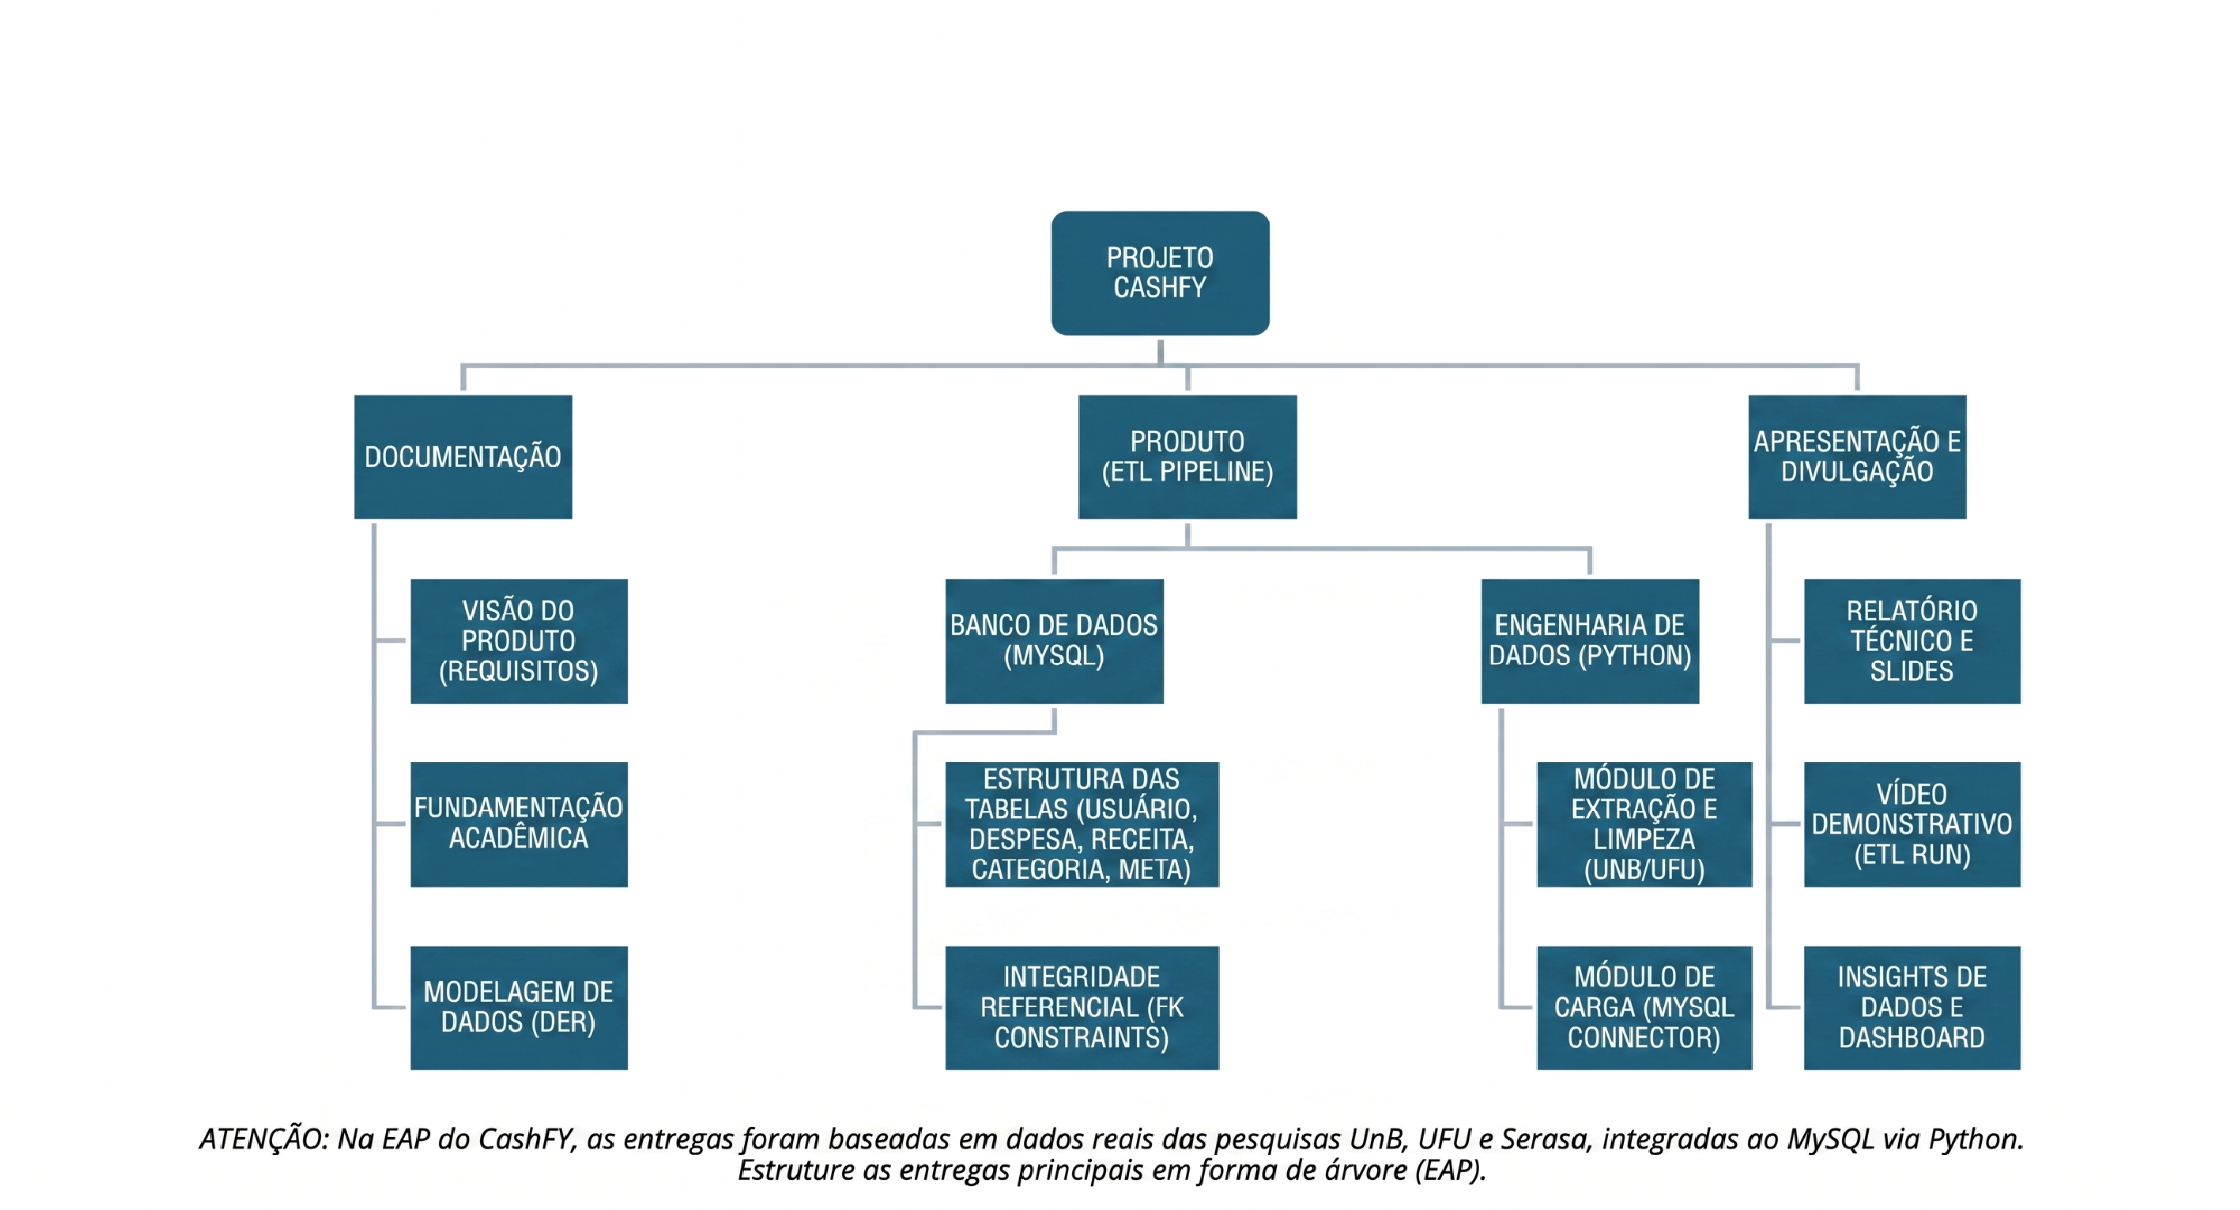 PROJETO
CASHFY
DOCUMENTAÇÃO
PRODUTO
(ETL PIPELINE)
APRESENTAÇÃO E
DIVULGAÇÃO
VISÃO DO
PRODUTO
(REQUISITOS)
BANCO DE DADOS
(MYSQL)
ENGENHARIA DE
DADOS (PYTHON)
RELATÓRIO
TÉCNICO E
SLIDES
FUNDAMENTAÇÃO
ACADÊMICA
ESTRUTURA DAS
TABELAS (USUÁRIO,
DESPESA, RECEITA,
CATEGORIA, META)
MÓDULO DE
EXTRAÇÃO E
LIMPEZA
(UNB/UFU)
VÍDEO
DEMONSTRATIVO
(ETL RUN)
MODELAGEM DE
DADOS (DER)
INTEGRIDADE
REFERENCIAL (FK
CONSTRAINTS)
MÓDULO DE
CARGA (MYSQL
CONNECTOR)
INSIGHTS DE
DADOS E
DASHBOARD
ATENÇÃO: Na EAP do CashFY, as entregas foram baseadas em dados reais das pesquisas UnB, UFU e Serasa, integradas ao MySQL via Python.
Estruture as entregas principais em forma de árvore (EAP).